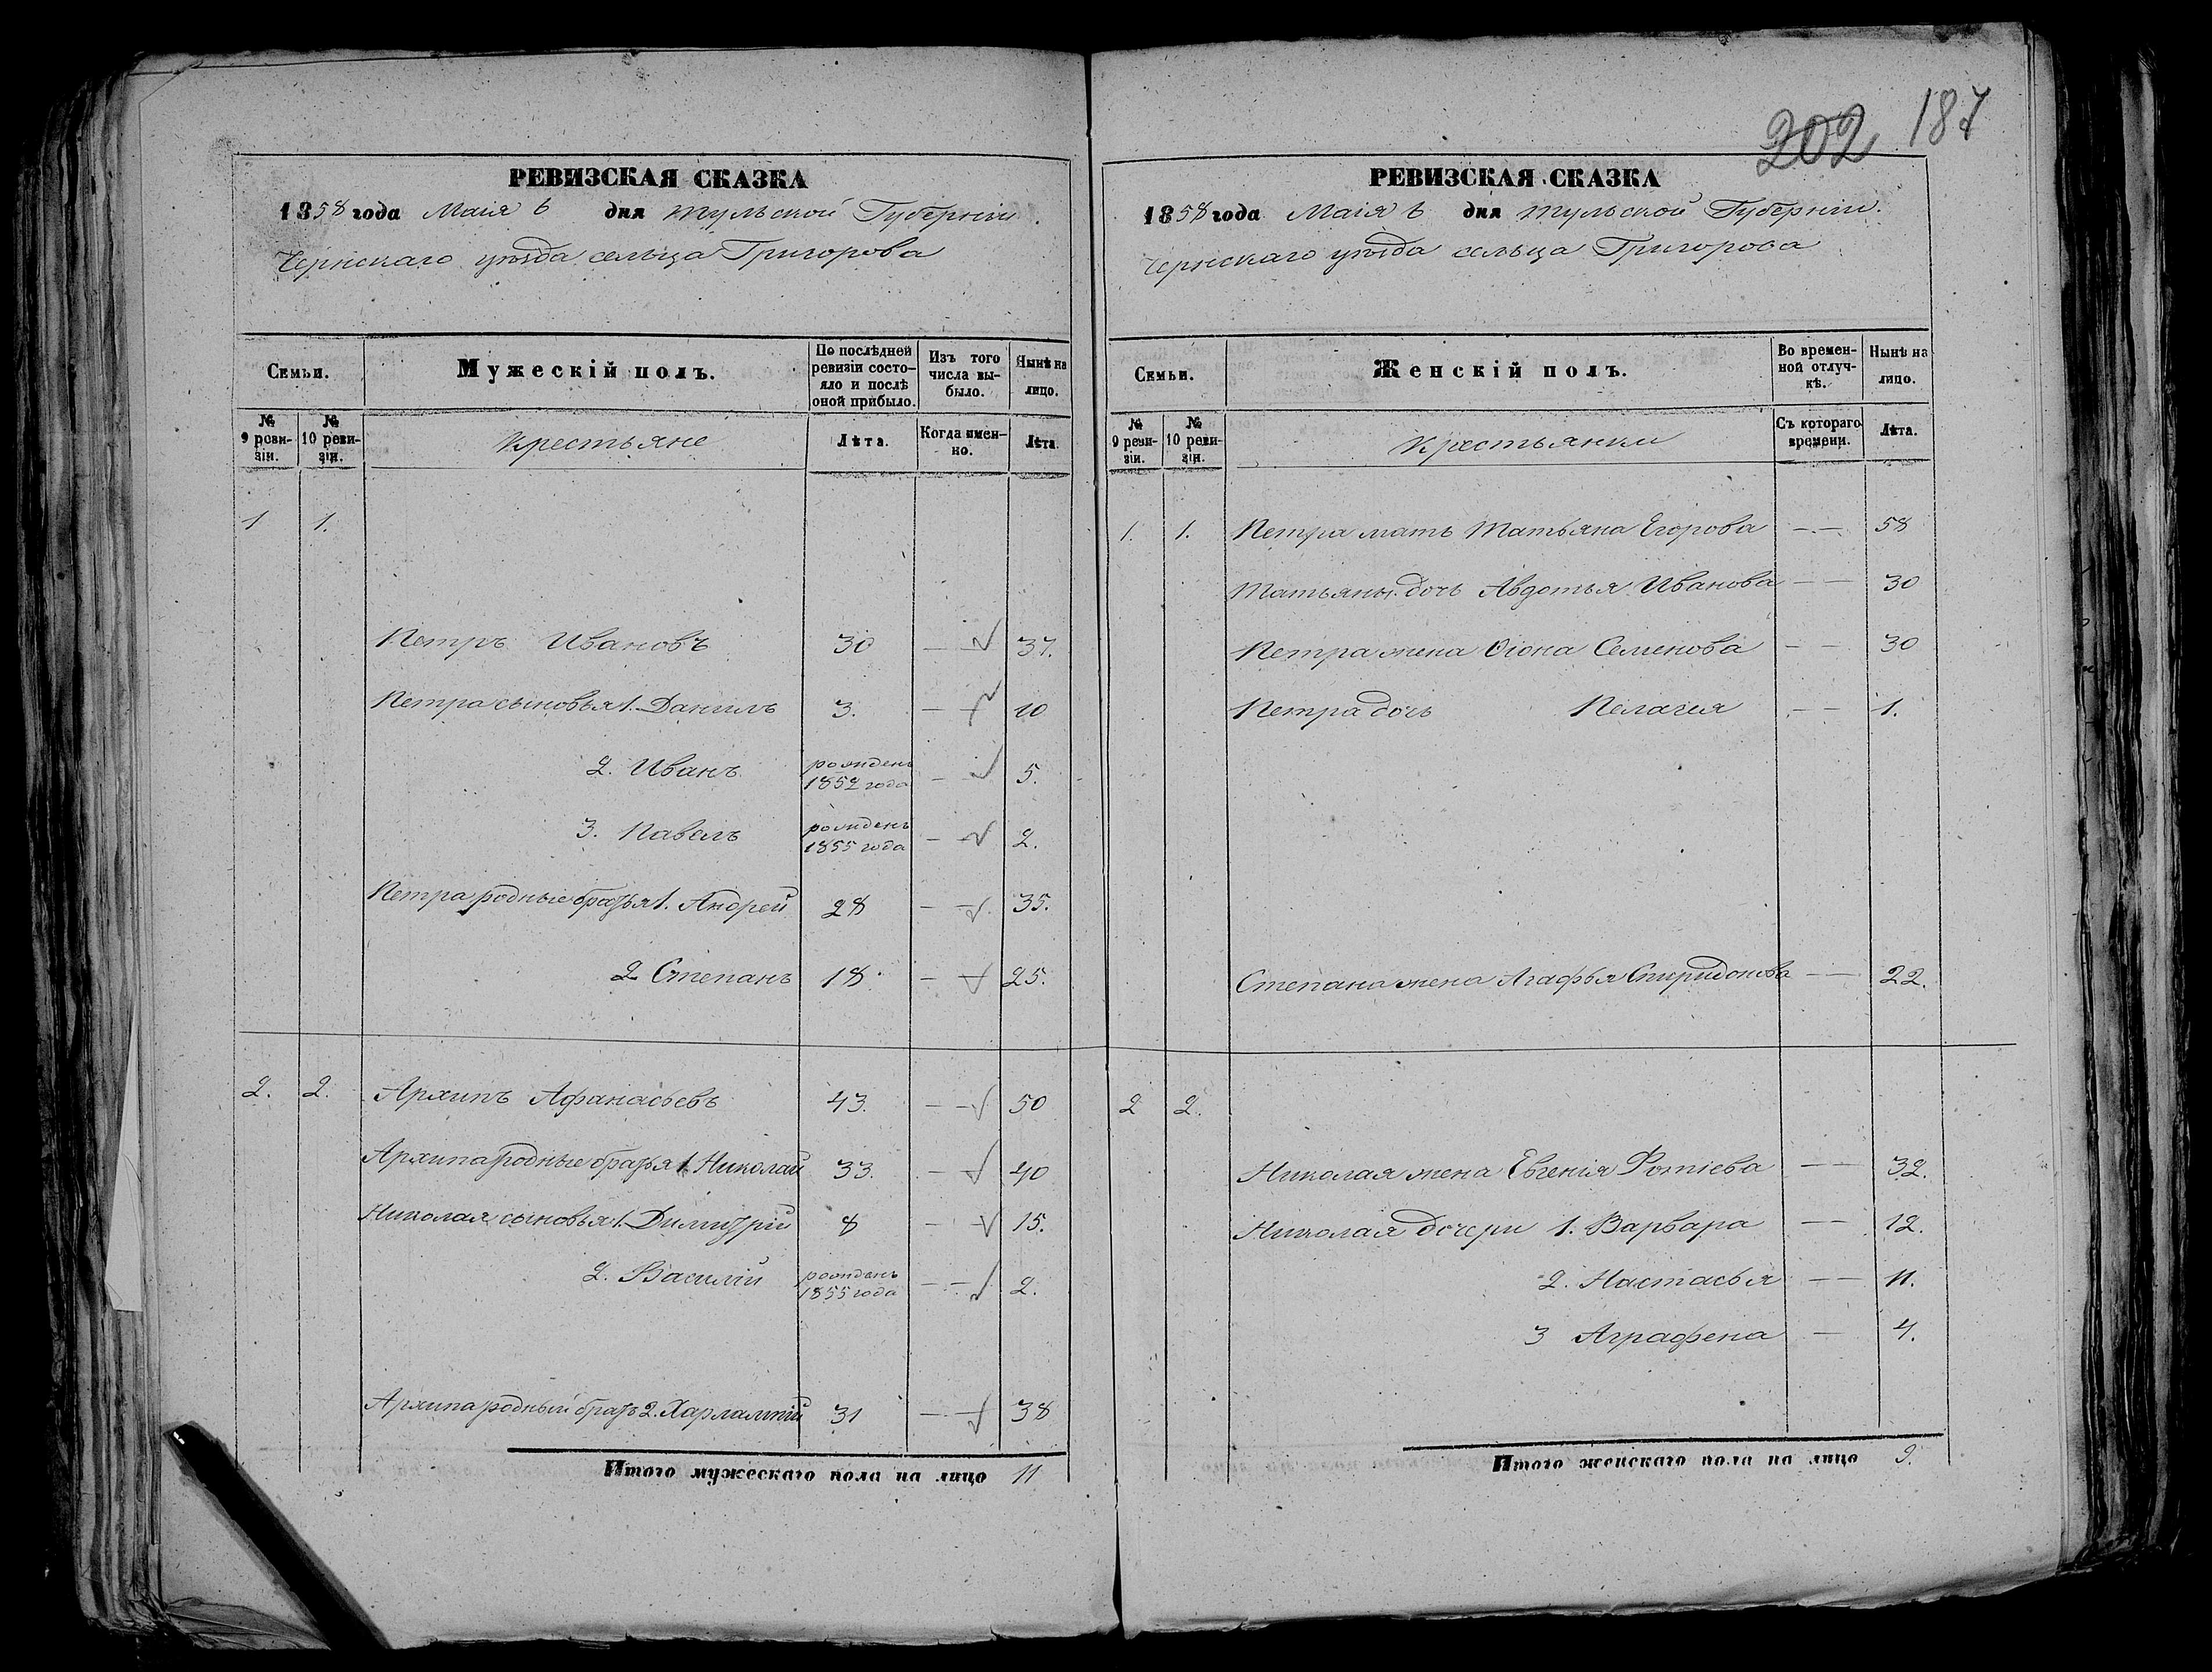 202 187
РЕВИЗСКАЯ СКАЗКА
1858 года Маія 6 дня Тульской Губерніи.
Чернскаго уѣзда сельца Григорова
Семьи.
Мужескій полъ.
По послѣдней ревизіи состояло и послѣ оной прибыло.
Изъ того числа выбыло.
Нынѣ на лицо.
№ 9 ревизіи.
№ 10 ревизіи.
Крестьяне
Лѣта.
Когда именно.
Лѣта
1 1.
Петръ Ивановъ 30 — 37.
Петра сыновья 1. Данилъ 3. — 10
2. Иванъ рожденъ 1852 года — 5.
3. Павелъ рожденъ 1855 года — 2.
Петра родные братья 1. Андрей 28 — 35.
2 Степанъ 18 — 25.
2. 2. Архипъ Афанасьевъ 43. — 50
Архипа родные братья 1. Николай 33. — 40
Николая сыновья 1. Димитрій 8 — 15.
2. Василій рожденъ 1855 года — 2.
Архипа родный братъ 2. Харлампій 31 — 38
Итого мужескаго пола на лицо 11
РЕВИЗСКАЯ СКАЗКА
1858 года Маія 6 дня Тульской Губерніи.
Чернскаго уѣзда сельца Григорова
Семьи.
Женскій полъ.
Во временной отлучкѣ.
Нынѣ на лицо.
№ 9 ревизіи.
№ 10 ревизіи.
Крестьянки
Съ котораго времени.
Лѣта.
1. 1. Петра мать Татьяна Егорова — — 58
Татьяны дочь Авдотья Иванова — — 30
Петра жена Ѳіона Семенова — — 30
Петра дочь Пелагея — — 1.
Степана жена Агафья Спиридонова — — 22.
2 2.
Николая жена Евгенія Фотіева — — 32.
Николая дочери 1. Варвара — — 12.
2. Настасья — — 11.
3 Аграфена — 4.
Итого женскаго пола на лицо 9.